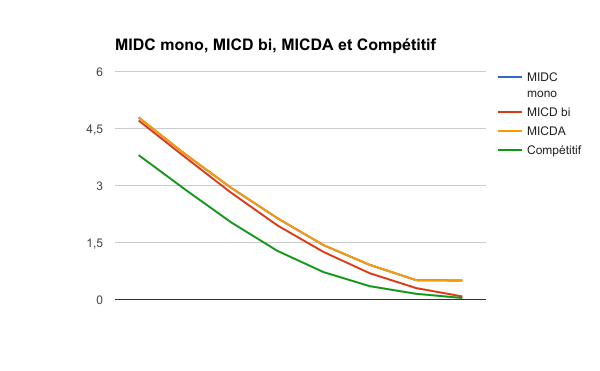 MIDC mono, MICD bi, MICDA et Compétitif
6
4,5
3
1,5
0
MIDC
mono
MICD bi
MICDA
Compétitif